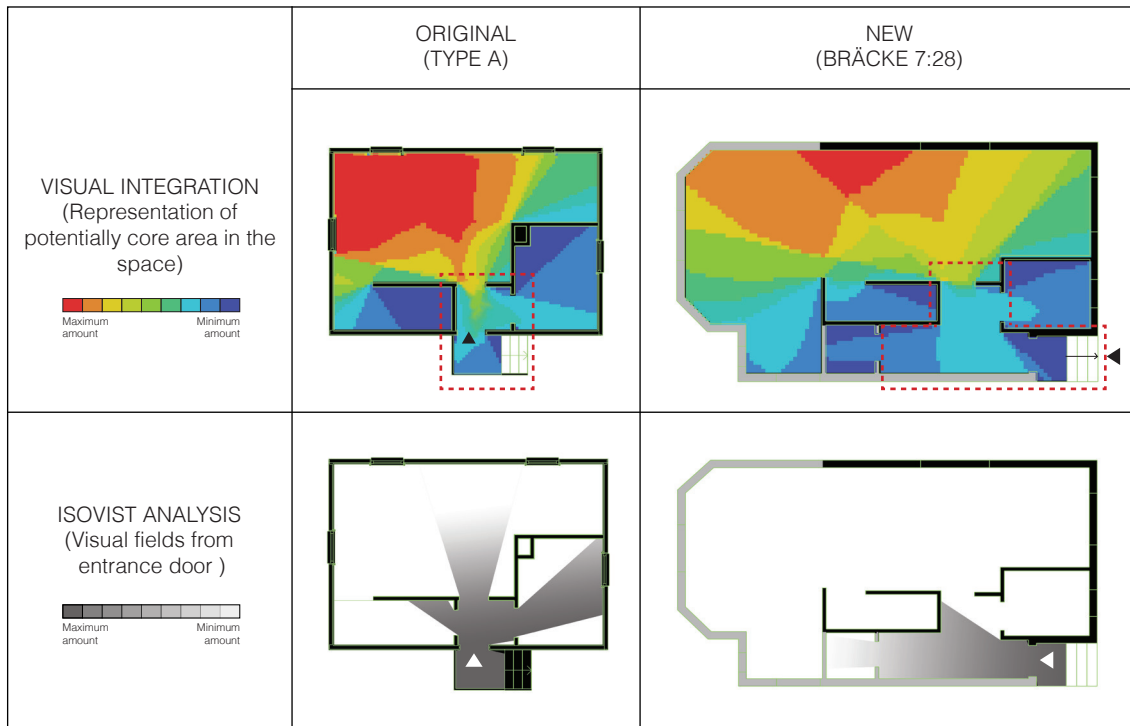 ORIGINAL
(TYPE A)
NEW
(BRÄCKE 7:28)
VISUAL INTEGRATION
(Representation of
potentially core area in the
space)
Maximum
amount
Minimum
amount
ISOVIST ANALYSIS
(Visual fields from
entrance door )
Maximum
amount
Minimum
amount